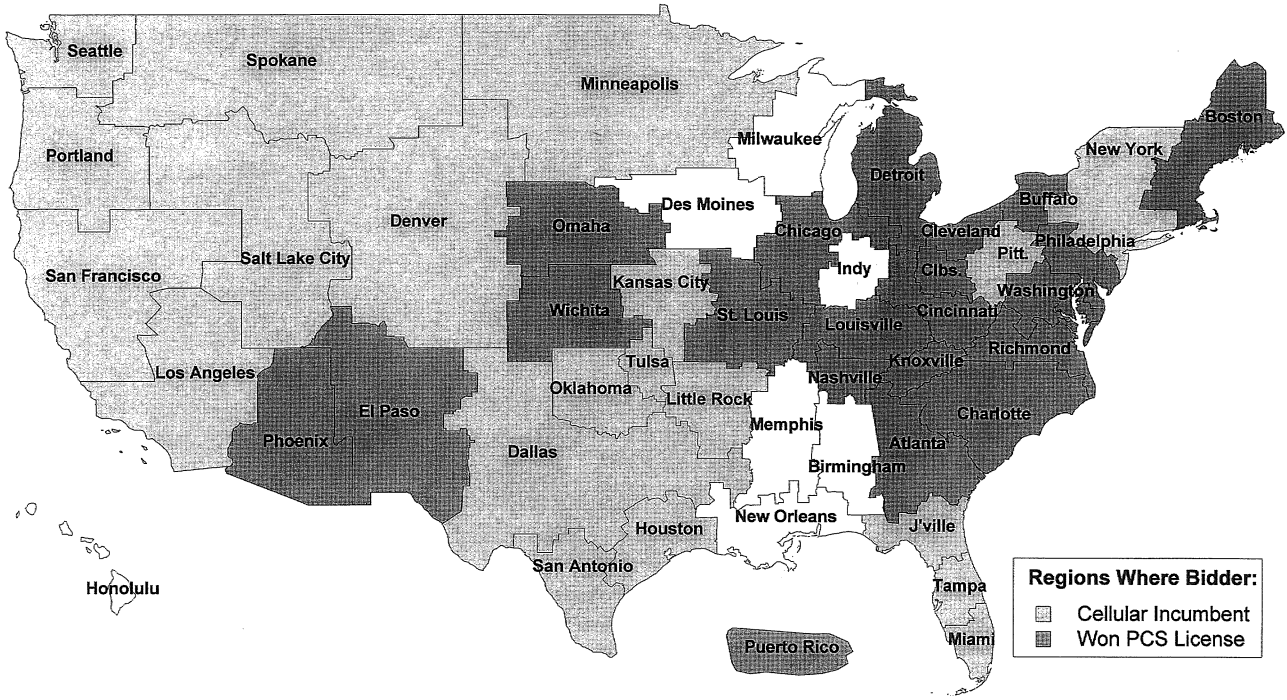 Seattle
Spokane
Minneapolis
Boston
Milwaukee
New York
Portland
Detroit
Buffalo
Des Moines
Denver
Omaha
Chicago
Cleveland
Philadelphia
Pitt.
Salt Lake City
Indy
Clbs.
San Francisco
Kansas City
Washington
Wichita
St. Louis
Cincinnati
Louisville
Richmond
Tulsa
Knoxville
Los Angeles
Nashville
Oklahoma
Little Rock
El Paso
Charlotte
Memphis
Phoenix
Atlanta
Dallas
Birmingham
New Orleans
Houston
J'ville
San Antonio
Honolulu
Tampa
Miami
Puerto Rico
Regions Where Bidder:
Cellular Incumbent
Won PCS License